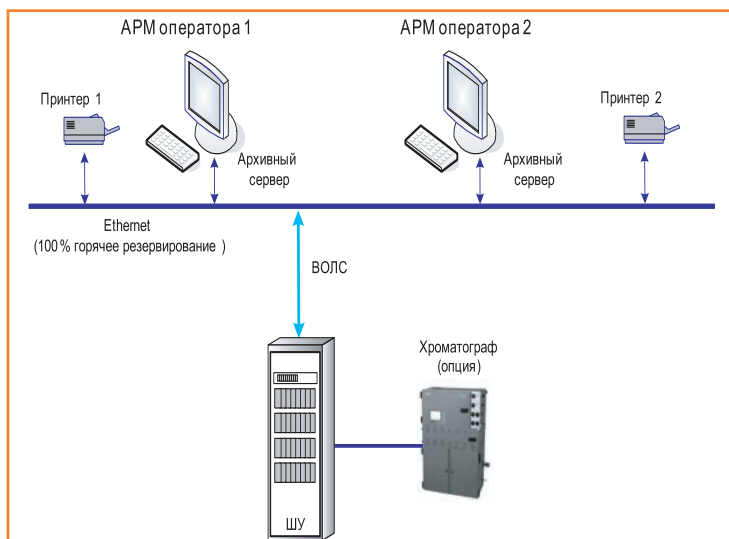 АРМ оператора 1
АРМ оператора 2
Принтер 1
Принтер 2
Архивный
сервер
Архивный
сервер
Ethernet
(100% горячее резервирование )
ВОЛС
Хроматограф
(опция)
ШУ